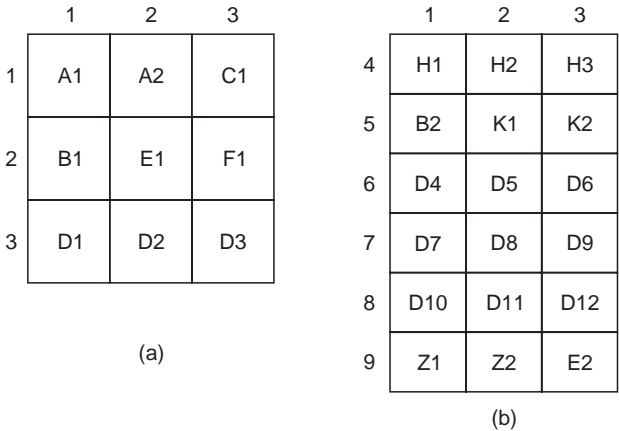 1 2 3
1 A1 A2 C1
2 B1 E1 F1
3 D1 D2 D3
(a)
1 2 3
4 H1 H2 H3
5 B2 K1 K2
6 D4 D5 D6
7 D7 D8 D9
8 D10 D11 D12
9 Z1 Z2 E2
(b)